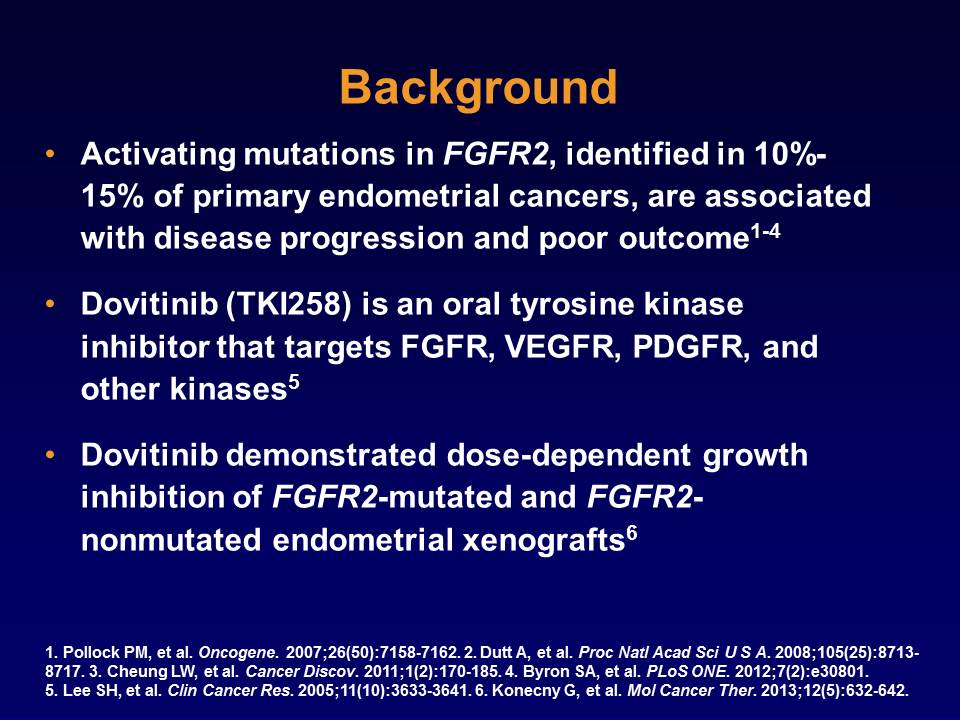 Background
• Activating mutations in FGFR2, identified in 10%-
15% of primary endometrial cancers, are associated
with disease progression and poor outcome1-4
• Dovitinib (TKI258) is an oral tyrosine kinase
inhibitor that targets FGFR, VEGFR, PDGFR, and
other kinases5
• Dovitinib demonstrated dose-dependent growth
inhibition of FGFR2-mutated and FGFR2-
nonmutated endometrial xenografts6
1. Pollock PM, et al. Oncogene. 2007;26(50):7158-7162. 2. Dutt A, et al. Proc Natl Acad Sci U S A. 2008;105(25):8713-
8717. 3. Cheung LW, et al. Cancer Discov. 2011;1(2):170-185. 4. Byron SA, et al. PLoS ONE. 2012;7(2):e30801.
5. Lee SH, et al. Clin Cancer Res. 2005;11(10):3633-3641. 6. Konecny G, et al. Mol Cancer Ther. 2013;12(5):632-642.